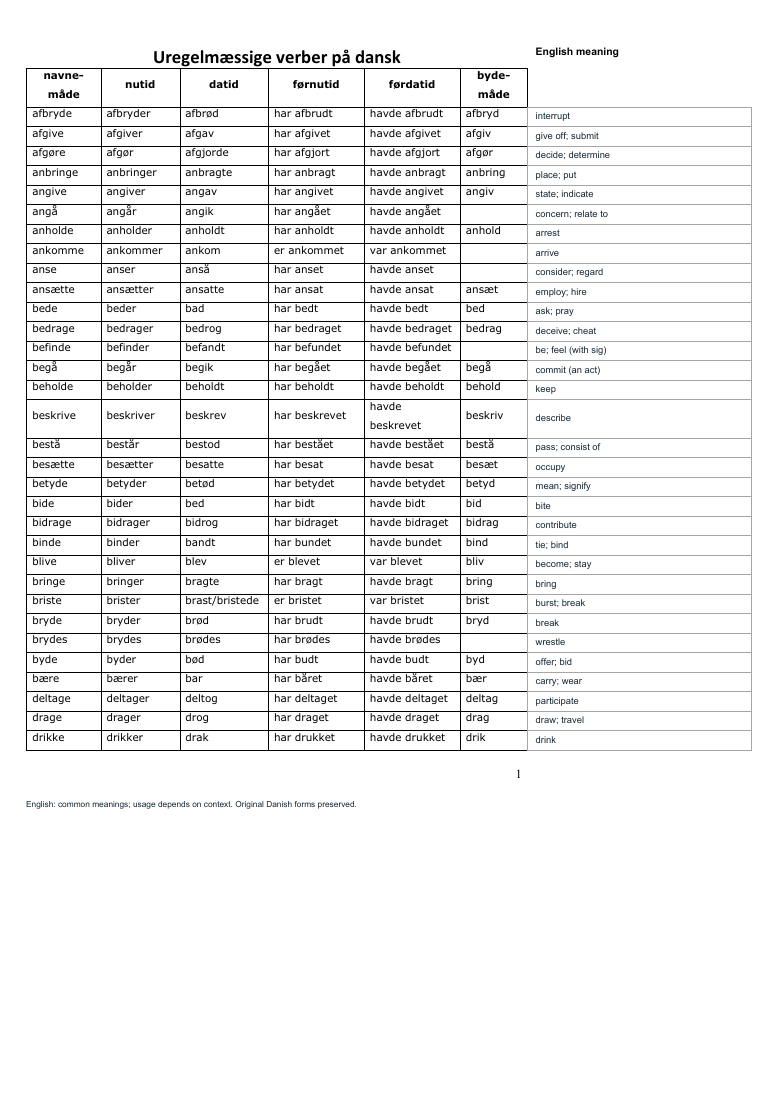 Uregelmæssige verber på dansk English meaning
navne-måde nutid datid førnutid førdatid byde-måde
afbryde afbryder afbrød har afbrudt havde afbrudt afbryd interrupt
afgive afgiver afgav har afgivet havde afgivet afgiv give off; submit
afgøre afgør afgjorde har afgjort havde afgjort afgør decide; determine
anbringe anbringer anbragte har anbragt havde anbragt anbring place; put
angive angiver angav har angivet havde angivet angiv state; indicate
angå angår angik har angået havde angået concern; relate to
anholde anholder anholdt har anholdt havde anholdt anhold arrest
ankomme ankommer ankom er ankommet var ankommet arrive
anse anser anså har anset havde anset consider; regard
ansætte ansætter ansatte har ansat havde ansat ansæt employ; hire
bede beder bad har bedt havde bedt bed ask; pray
bedrage bedrager bedrog har bedraget havde bedraget bedrag deceive; cheat
befinde befinder befandt har befundet havde befundet be; feel (with sig)
begå begår begik har begået havde begået begå commit (an act)
beholde beholder beholdt har beholdt havde beholdt behold keep
beskrive beskriver beskrev har beskrevet havde beskrevet beskriv describe
bestå består bestod har bestået havde bestået bestå pass; consist of
besætte besætter besatte har besat havde besat besæt occupy
betyde betyder betød har betydet havde betydet betyd mean; signify
bide bider bed har bidt havde bidt bid bite
bidrage bidrager bidrog har bidraget havde bidraget bidrag contribute
binde binder bandt har bundet havde bundet bind tie; bind
blive bliver blev er blevet var blevet bliv become; stay
bringe bringer bragte har bragt havde bragt bring bring
briste brister brast/bristede er bristet var bristet brist burst; break
bryde bryder brød har brudt havde brudt bryd break
brydes brydes brødes har brødes havde brødes wrestle
byde byder bød har budt havde budt byd offer; bid
bære bærer bar har båret havde båret bær carry; wear
deltage deltager deltog har deltaget havde deltaget deltag participate
drage drager drog har draget havde draget drag draw; travel
drikke drikker drak har drukket havde drukket drik drink
1
English: common meanings; usage depends on context. Original Danish forms preserved.